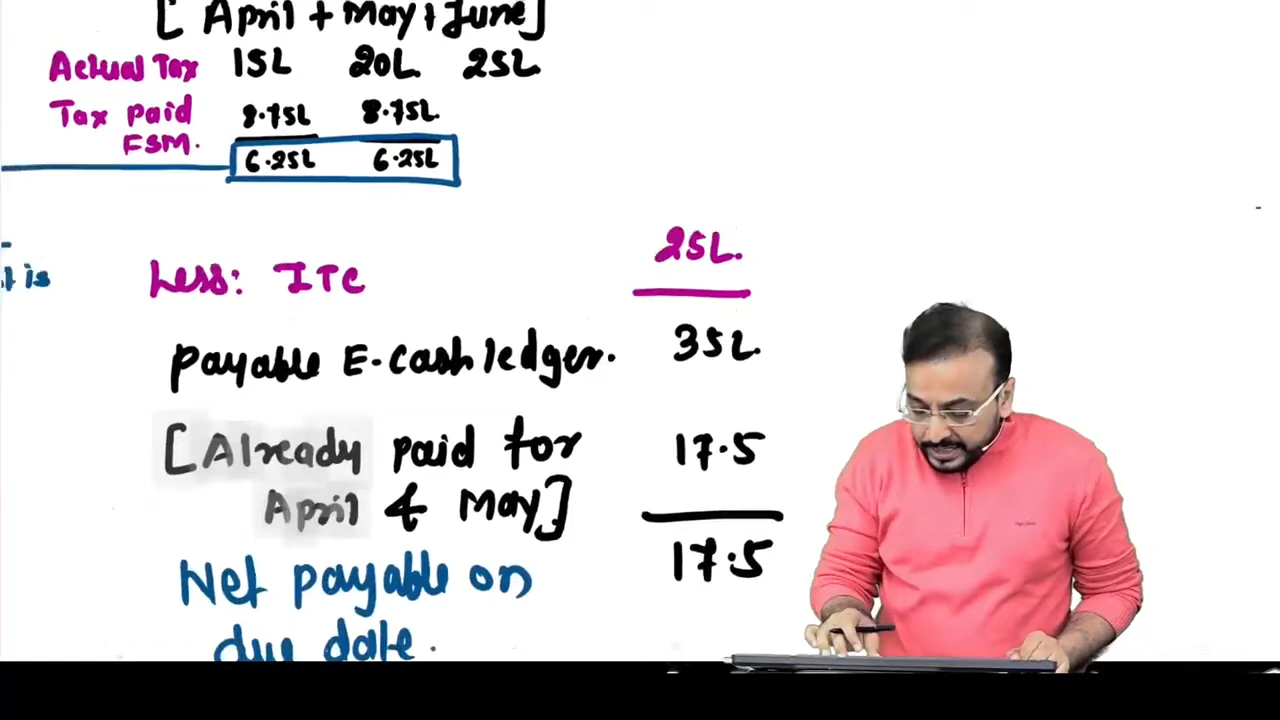 [ April + May + June ]
Actual Tax 15L 20L. 25L.
Tax Paid 8.75L 8.75L.
FSM.
6.25L 6.25L
t is
25L.
Less: ITC
Payable E-cash ledger. 35L.
[Already paid for 17.5
April & May]
17.5
Net payable on
due date.